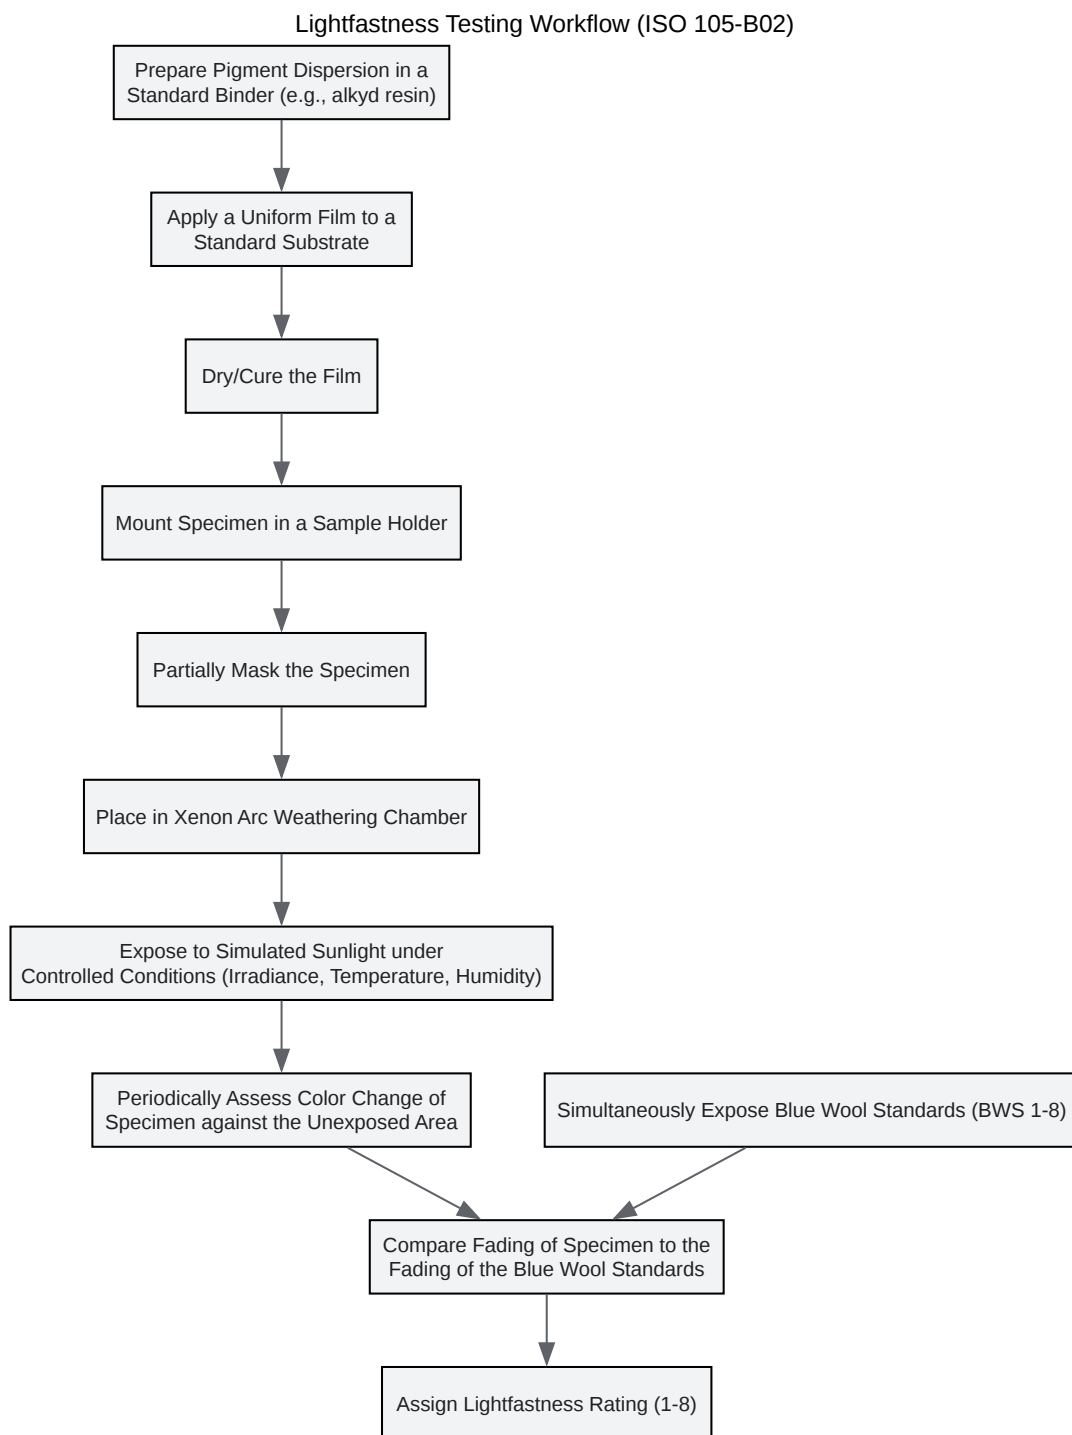 Lightfastness Testing Workflow (ISO 105-B02)
Prepare Pigment Dispersion in a
Standard Binder (e.g., alkyd resin)
Apply a Uniform Film to a
Standard Substrate
Dry/Cure the Film
Mount Specimen in a Sample Holder
Partially Mask the Specimen
Place in Xenon Arc Weathering Chamber
Expose to Simulated Sunlight under
Controlled Conditions (Irradiance, Temperature, Humidity)
Periodically Assess Color Change of
Specimen against the Unexposed Area
Simultaneously Expose Blue Wool Standards (BWS 1-8)
Compare Fading of Specimen to the
Fading of the Blue Wool Standards
Assign Lightfastness Rating (1-8)